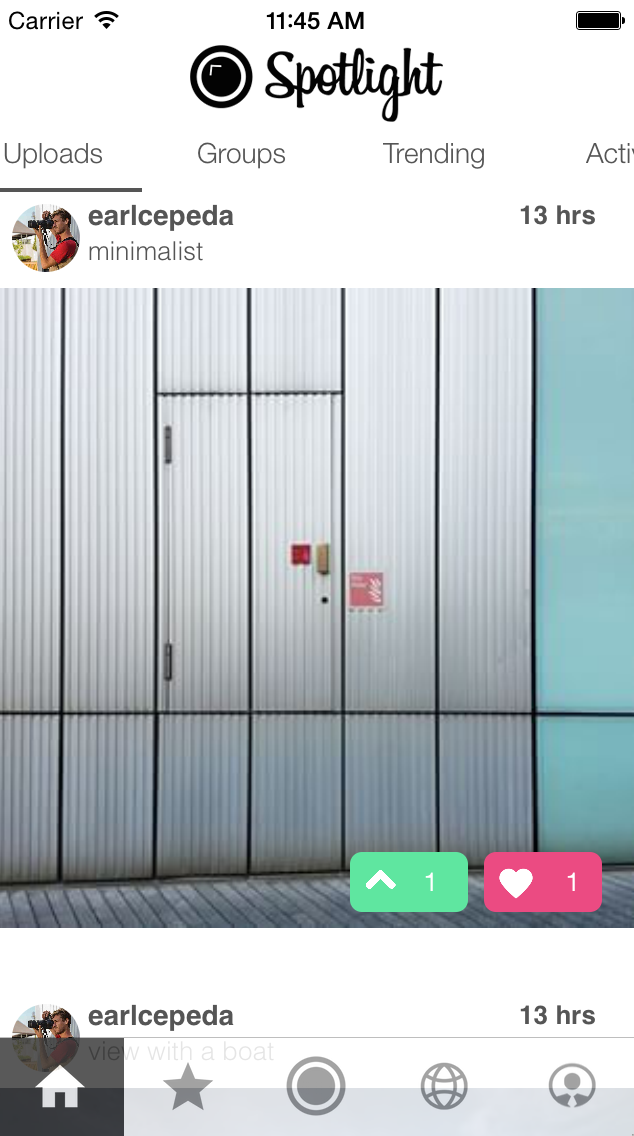 Carrier 11:45 AM
Spotlight
Uploads Groups Trending Activ
earlcepeda 13 hrs
minimalist
1 1
earlcepeda 13 hrs
view with a boat